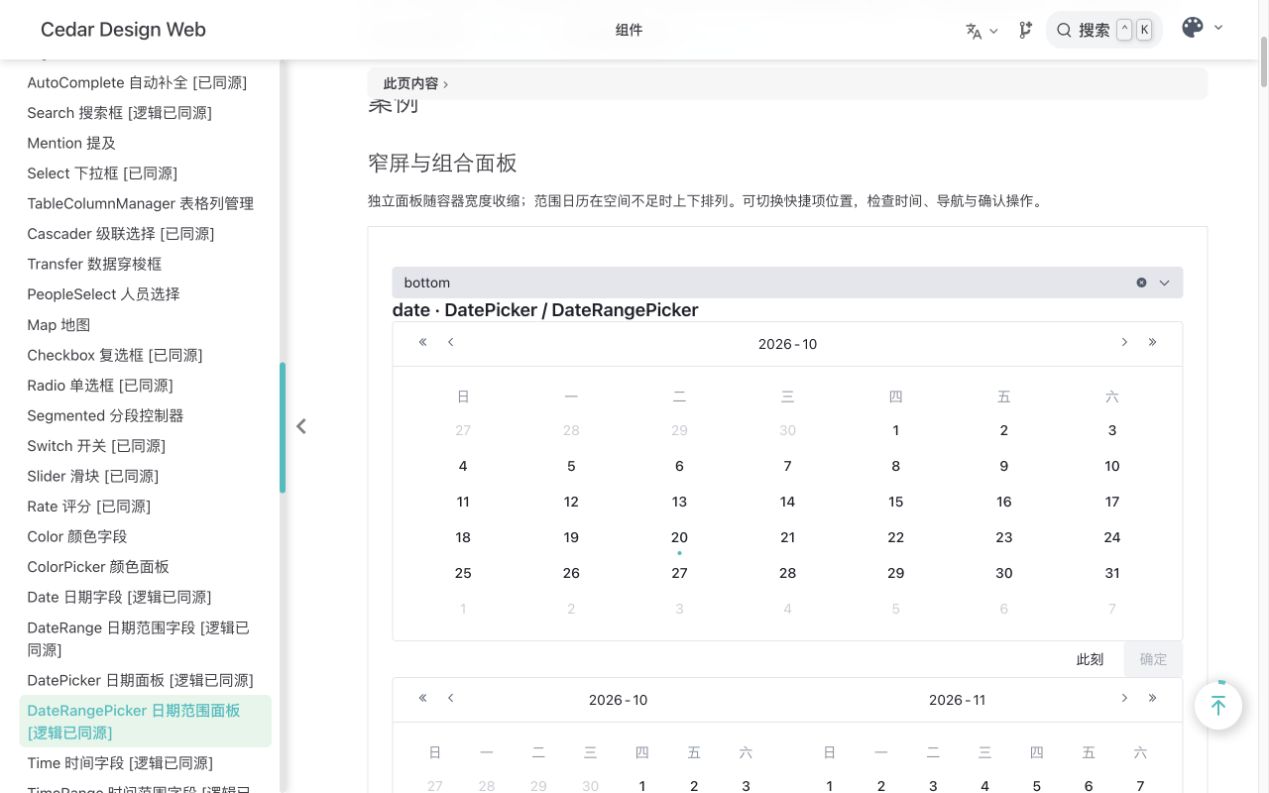 Cedar Design Web
组件
搜索 ^ K
AutoComplete 自动补全 [已同源]
Search 搜索框 [逻辑已同源]
Mention 提及
Select 下拉框 [已同源]
TableColumnManager 表格列管理
Cascader 级联选择 [已同源]
Transfer 数据穿梭框
PeopleSelect 人员选择
Map 地图
Checkbox 复选框 [已同源]
Radio 单选框 [已同源]
Segmented 分段控制器
Switch 开关 [已同源]
Slider 滑块 [已同源]
Rate 评分 [已同源]
Color 颜色字段
ColorPicker 颜色面板
Date 日期字段 [逻辑已同源]
DateRange 日期范围字段 [逻辑已
同源]
DatePicker 日期面板 [逻辑已同源]
DateRangePicker 日期范围面板
[逻辑已同源]
Time 时间字段 [逻辑已同源]
TimeRange 时间范围字段 [逻辑已
此页内容 ›
案例
窄屏与组合面板
独立面板随容器宽度收缩；范围日历在空间不足时上下排列。可切换快捷项位置，检查时间、导航与确认操作。
bottom
date · DatePicker / DateRangePicker
« ‹ 2026-10 › »
日 一 二 三 四 五 六
27 28 29 30 1 2 3
4 5 6 7 8 9 10
11 12 13 14 15 16 17
18 19 20 21 22 23 24
25 26 27 28 29 30 31
1 2 3 4 5 6 7
此刻 确定
« ‹ 2026-10 2026-11 › »
日 一 二 三 四 五 六 日 一 二 三 四 五 六
27 28 29 30 1 2 3 1 2 3 4 5 6 7